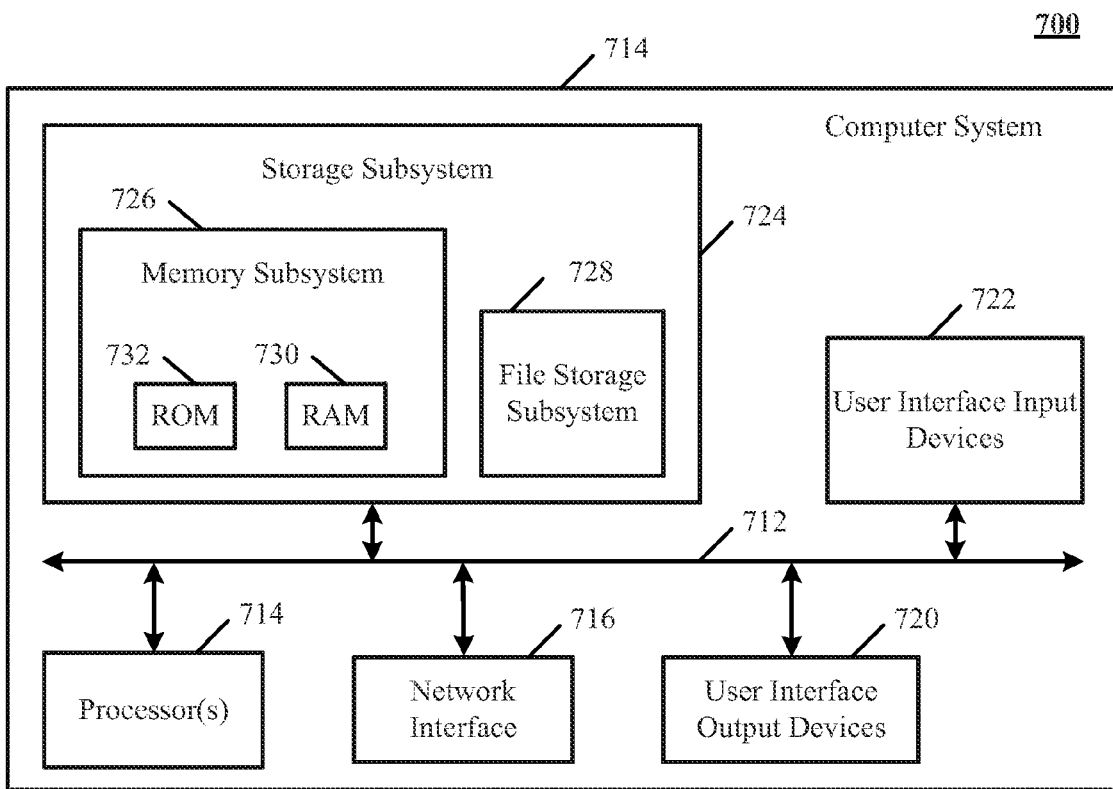 700
714
Computer System
Storage Subsystem
726
724
Memory Subsystem
728
722
732
730
File Storage
Subsystem
ROM
RAM
User Interface Input
Devices
712
714
716
720
Processor(s)
Network
Interface
User Interface
Output Devices